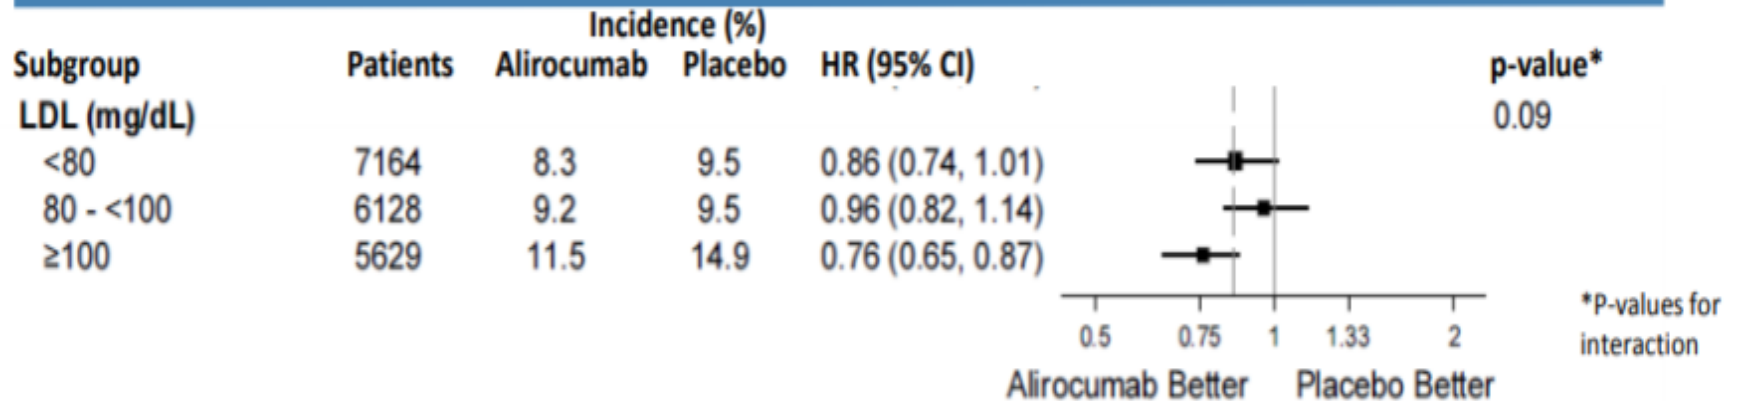 Incidence (%)
Subgroup Patients Alirocumab Placebo HR (95% CI) p-value*
LDL (mg/dL) 0.09
<80 7164 8.3 9.5 0.86 (0.74, 1.01)
80 - <100 6128 9.2 9.5 0.96 (0.82, 1.14)
≥100 5629 11.5 14.9 0.76 (0.65, 0.87)
*P-values for
interaction
0.5 0.75 1 1.33 2
Alirocumab Better Placebo Better